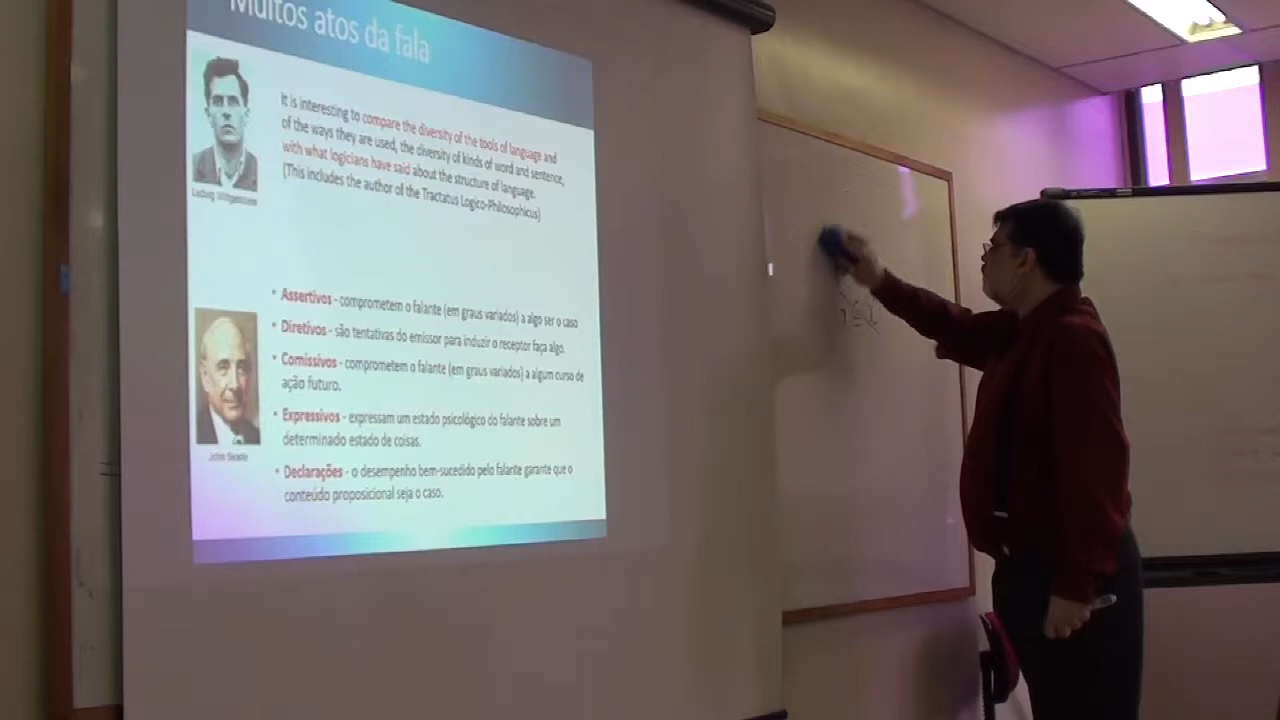 Muitos atos da fala
It is interesting to compare the diversity of the tools of language and
of the ways they are used, the diversity of kinds of word and sentence,
with what logicians have said about the structure of language.
(This includes the author of the Tractatus Logico-Philosophicus)
Ludwig Wittgenstein
• Assertivos - comprometem o falante (em graus variados) a algo ser o caso
• Diretivos - são tentativas do emissor para induzir o receptor faça algo.
• Comissivos - comprometem o falante (em graus variados) a algum curso de
ação futuro.
• Expressivos - expressam um estado psicológico do falante sobre um
determinado estado de coisas.
John Searle
• Declarações - o desempenho bem-sucedido pelo falante garante que o
conteúdo proposicional seja o caso.